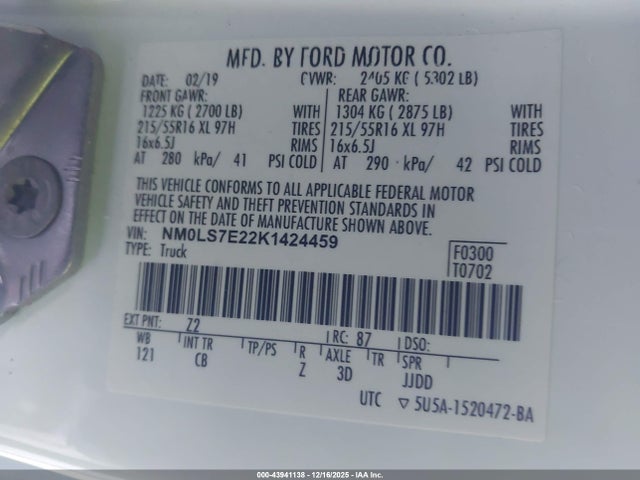 MFD. BY FORD MOTOR CO.
DATE: 02/19 GVWR: 2405 KG ( 5302 LB)
FRONT GAWR: REAR GAWR:
1225 KG ( 2700 LB) WITH 1304 KG ( 2875 LB) WITH
215/55R16 XL 97H TIRES 215/55R16 XL 97H TIRES
16x6.5J RIMS 16x6.5J RIMS
AT 280 kPa/ 41 PSI COLD AT 290 kPa/ 42 PSI COLD
THIS VEHICLE CONFORMS TO ALL APPLICABLE FEDERAL MOTOR
VEHICLE SAFETY AND THEFT PREVENTION STANDARDS IN
EFFECT ON THE DATE OF MANUFACTURE SHOWN ABOVE.
VIN: NM0LS7E22K1424459
TYPE: Truck
F0300
T0702
EXT PNT: Z2 RC: 87 DSO:
WB INT TR TP/PS R AXLE TR SPR
121 CB Z 3D JJDD
UTC ▽ 5U5A-1520472-BA
000-43941138 - 12/16/2025 - IAA Inc.